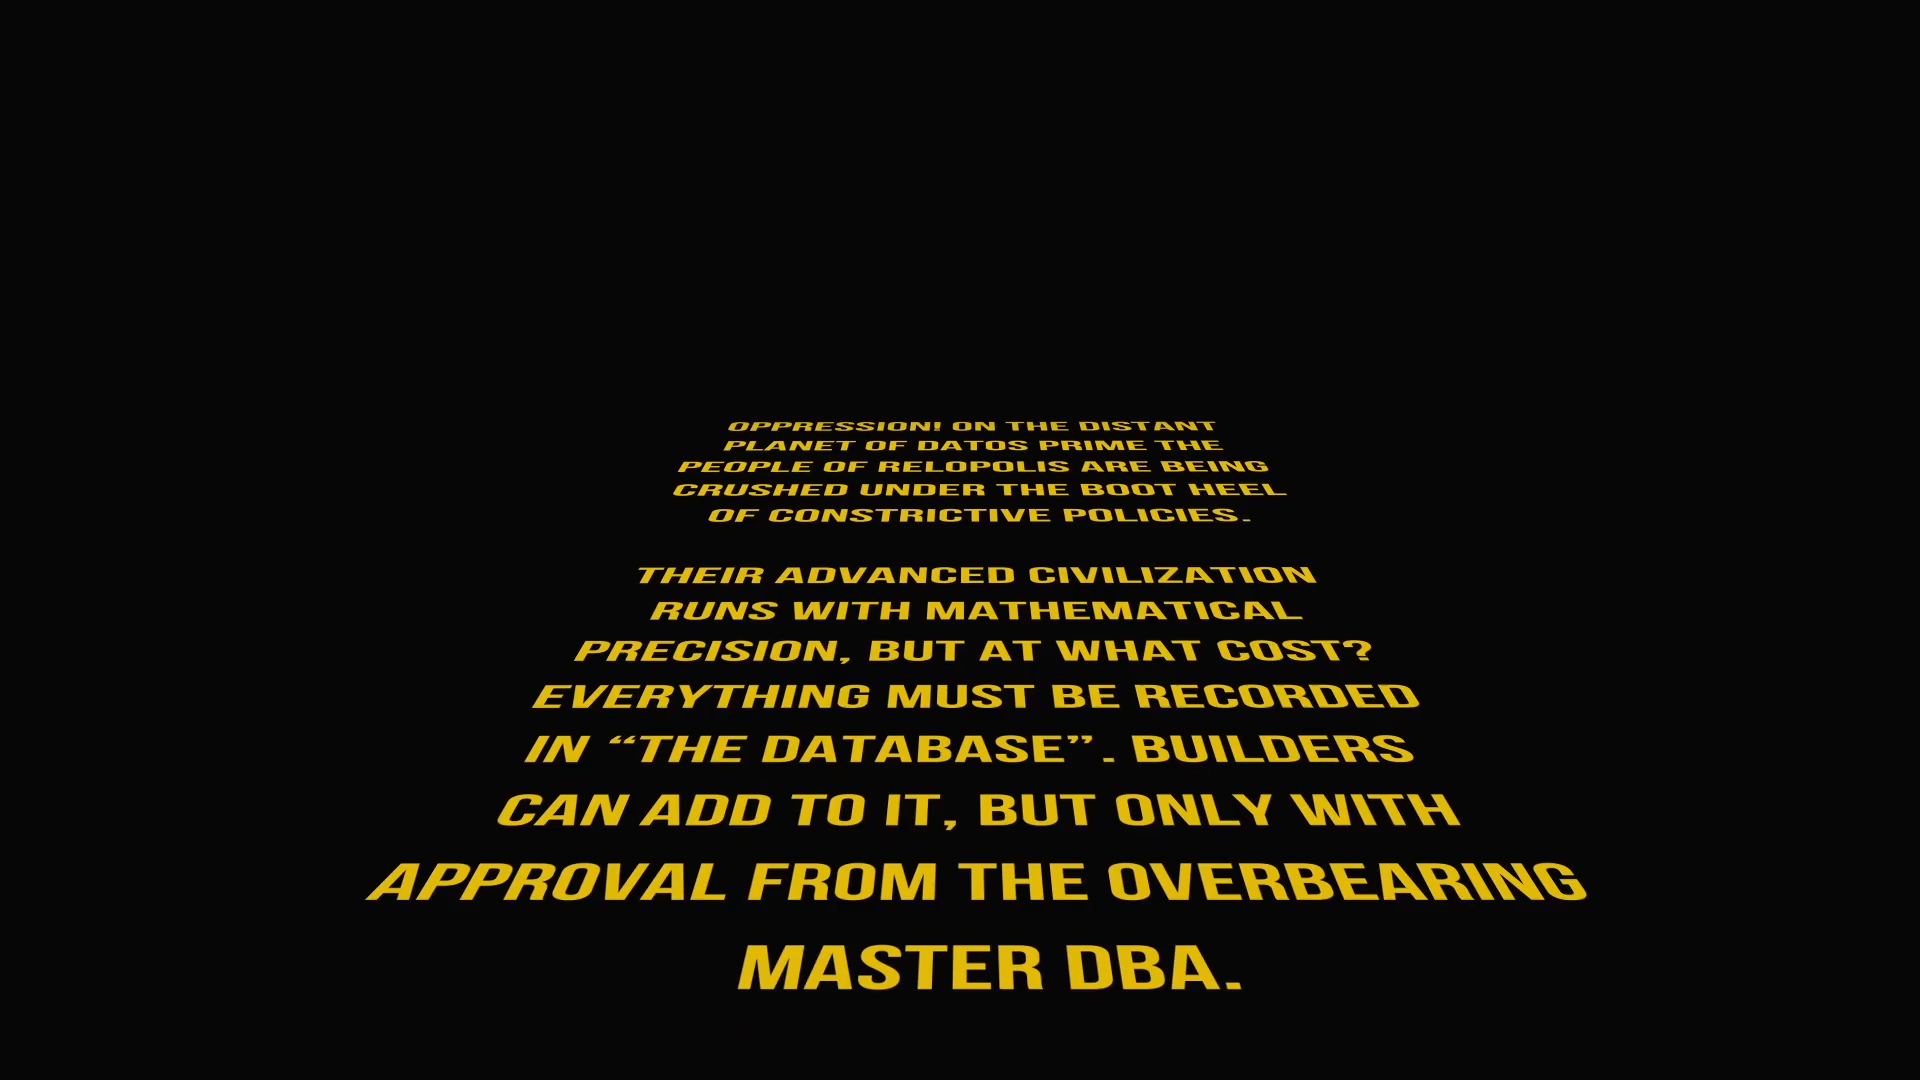 OPPRESSION! ON THE DISTANT
PLANET OF DATOS PRIME THE
PEOPLE OF RELOPOLIS ARE BEING
CRUSHED UNDER THE BOOT HEEL
OF CONSTRICTIVE POLICIES.
THEIR ADVANCED CIVILIZATION
RUNS WITH MATHEMATICAL
PRECISION, BUT AT WHAT COST?
EVERYTHING MUST BE RECORDED
IN “THE DATABASE”. BUILDERS
CAN ADD TO IT, BUT ONLY WITH
APPROVAL FROM THE OVERBEARING
MASTER DBA.